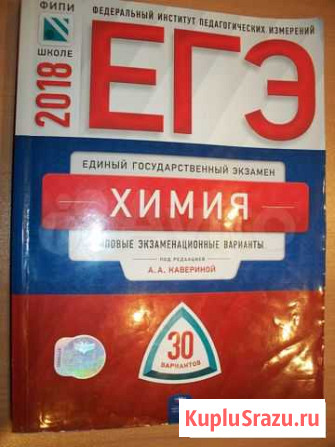 ФИПИ
ШКОЛЕ
2018
ФЕДЕРАЛЬНЫЙ ИНСТИТУТ ПЕДАГОГИЧЕСКИХ ИЗМЕРЕНИЙ
ЕГЭ
ЕДИНЫЙ ГОСУДАРСТВЕННЫЙ ЭКЗАМЕН
ХИМИЯ
ПОВЫЕ ЭКЗАМЕНАЦИОННЫЕ ВАРИАНТЫ
ПОД РЕДАКЦИЕЙ
А.А. КАВЕРИНОЙ
30
ВАРИАНТОВ
KupluSrazu.ru